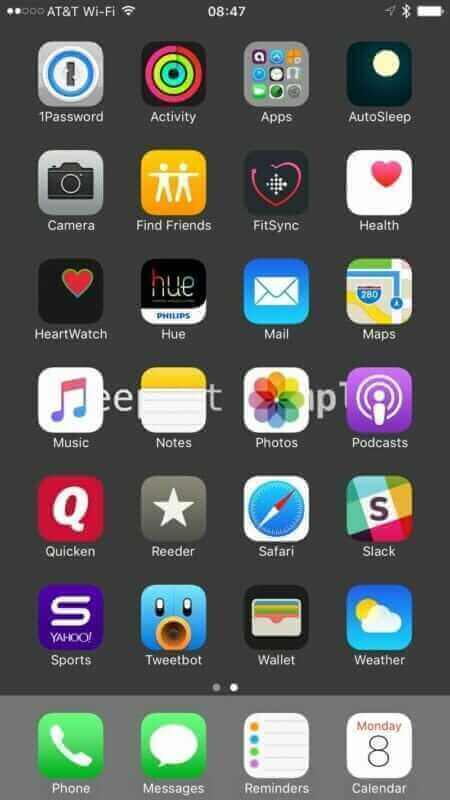 AT&T Wi-Fi 08:47
1Password Activity Apps AutoSleep
Camera Find Friends FitSync Health
hue
280
PHILIPS
HeartWatch Hue Mail Maps
Music Notes Photos Podcasts
Q S
Quicken Reeder Safari Slack
S
YAHOO!
Sports Tweetbot Wallet Weather
Monday
8
Phone Messages Reminders Calendar